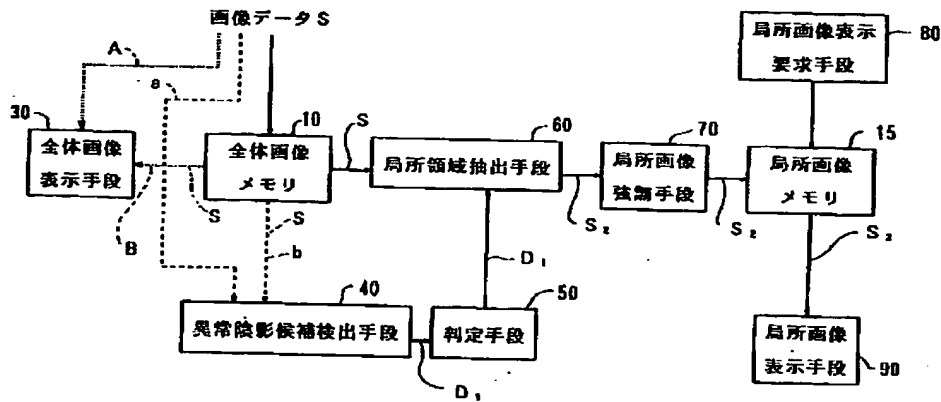 画像データS
A
a
30
全体画像
表示手段
10
全体画像
メモリ
S
B
S
S
b
60
局所領域抽出手段
S₂
70
局所画像
強調手段
S₂
80
局所画像表示
要求手段
15
局所画像
メモリ
S₂
D₁
40
異常陰影候補検出手段
50
判定手段
D₁
局所画像
表示手段
90